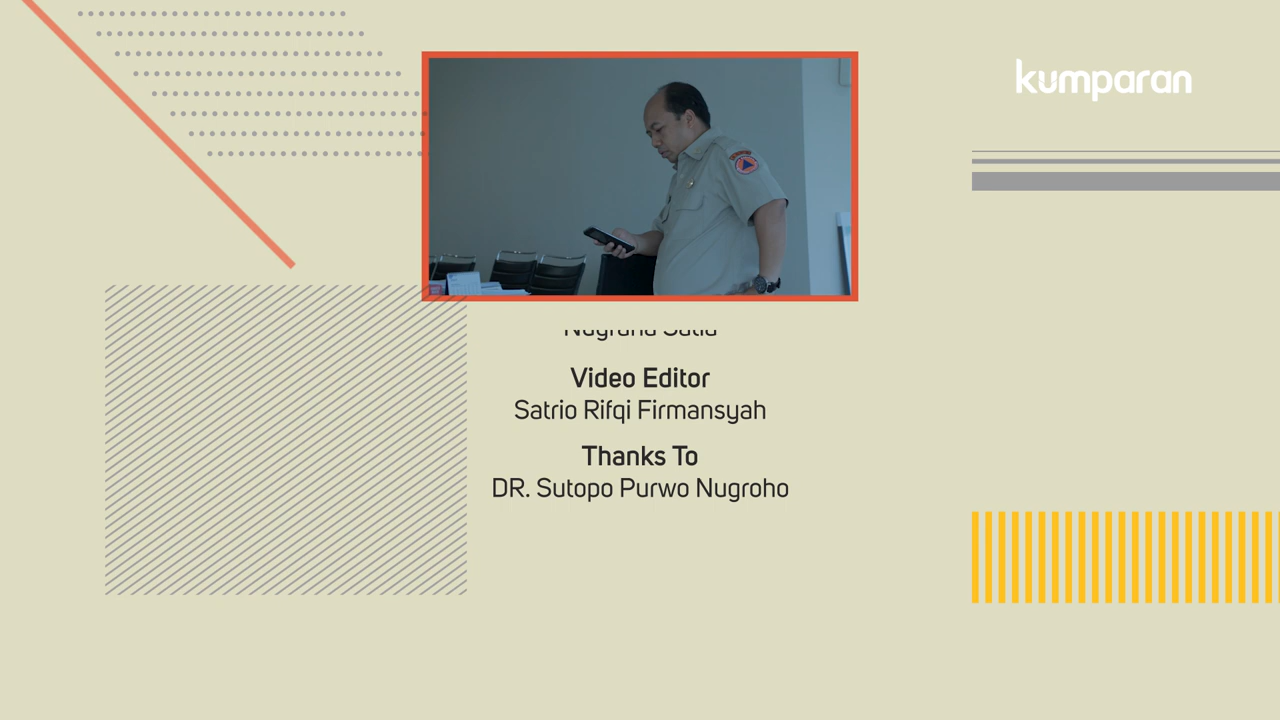 kumparan
Video Editor
Satrio Rifqi Firmansyah
Thanks To
DR. Sutopo Purwo Nugroho